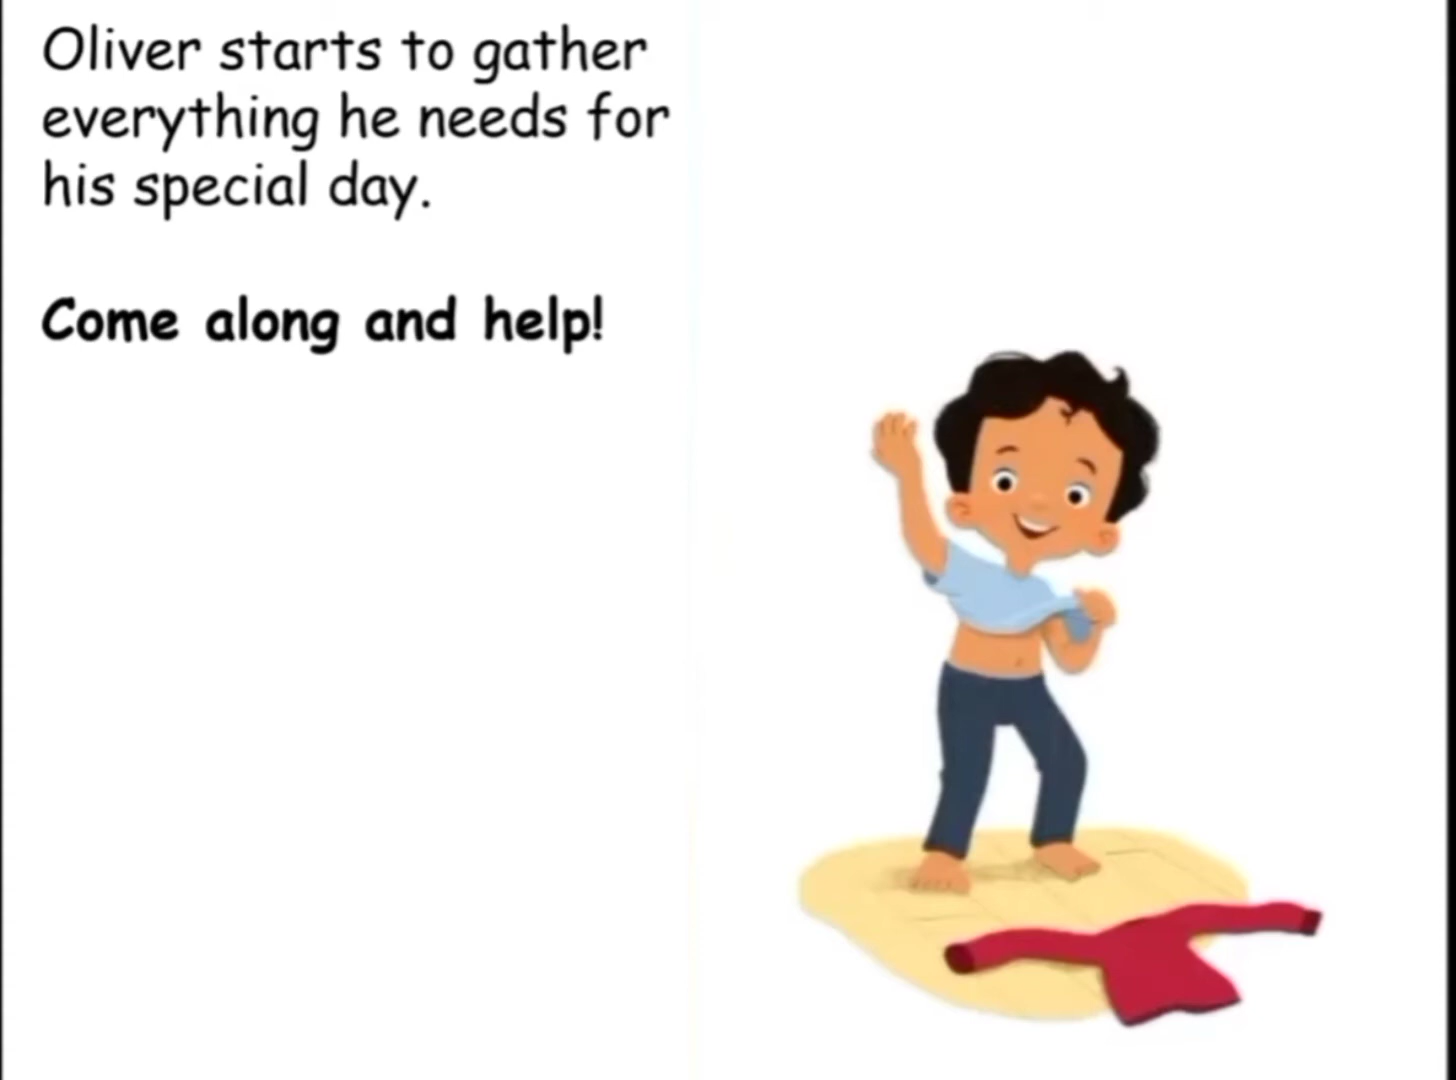 Oliver starts to gather
everything he needs for
his special day.
Come along and help!